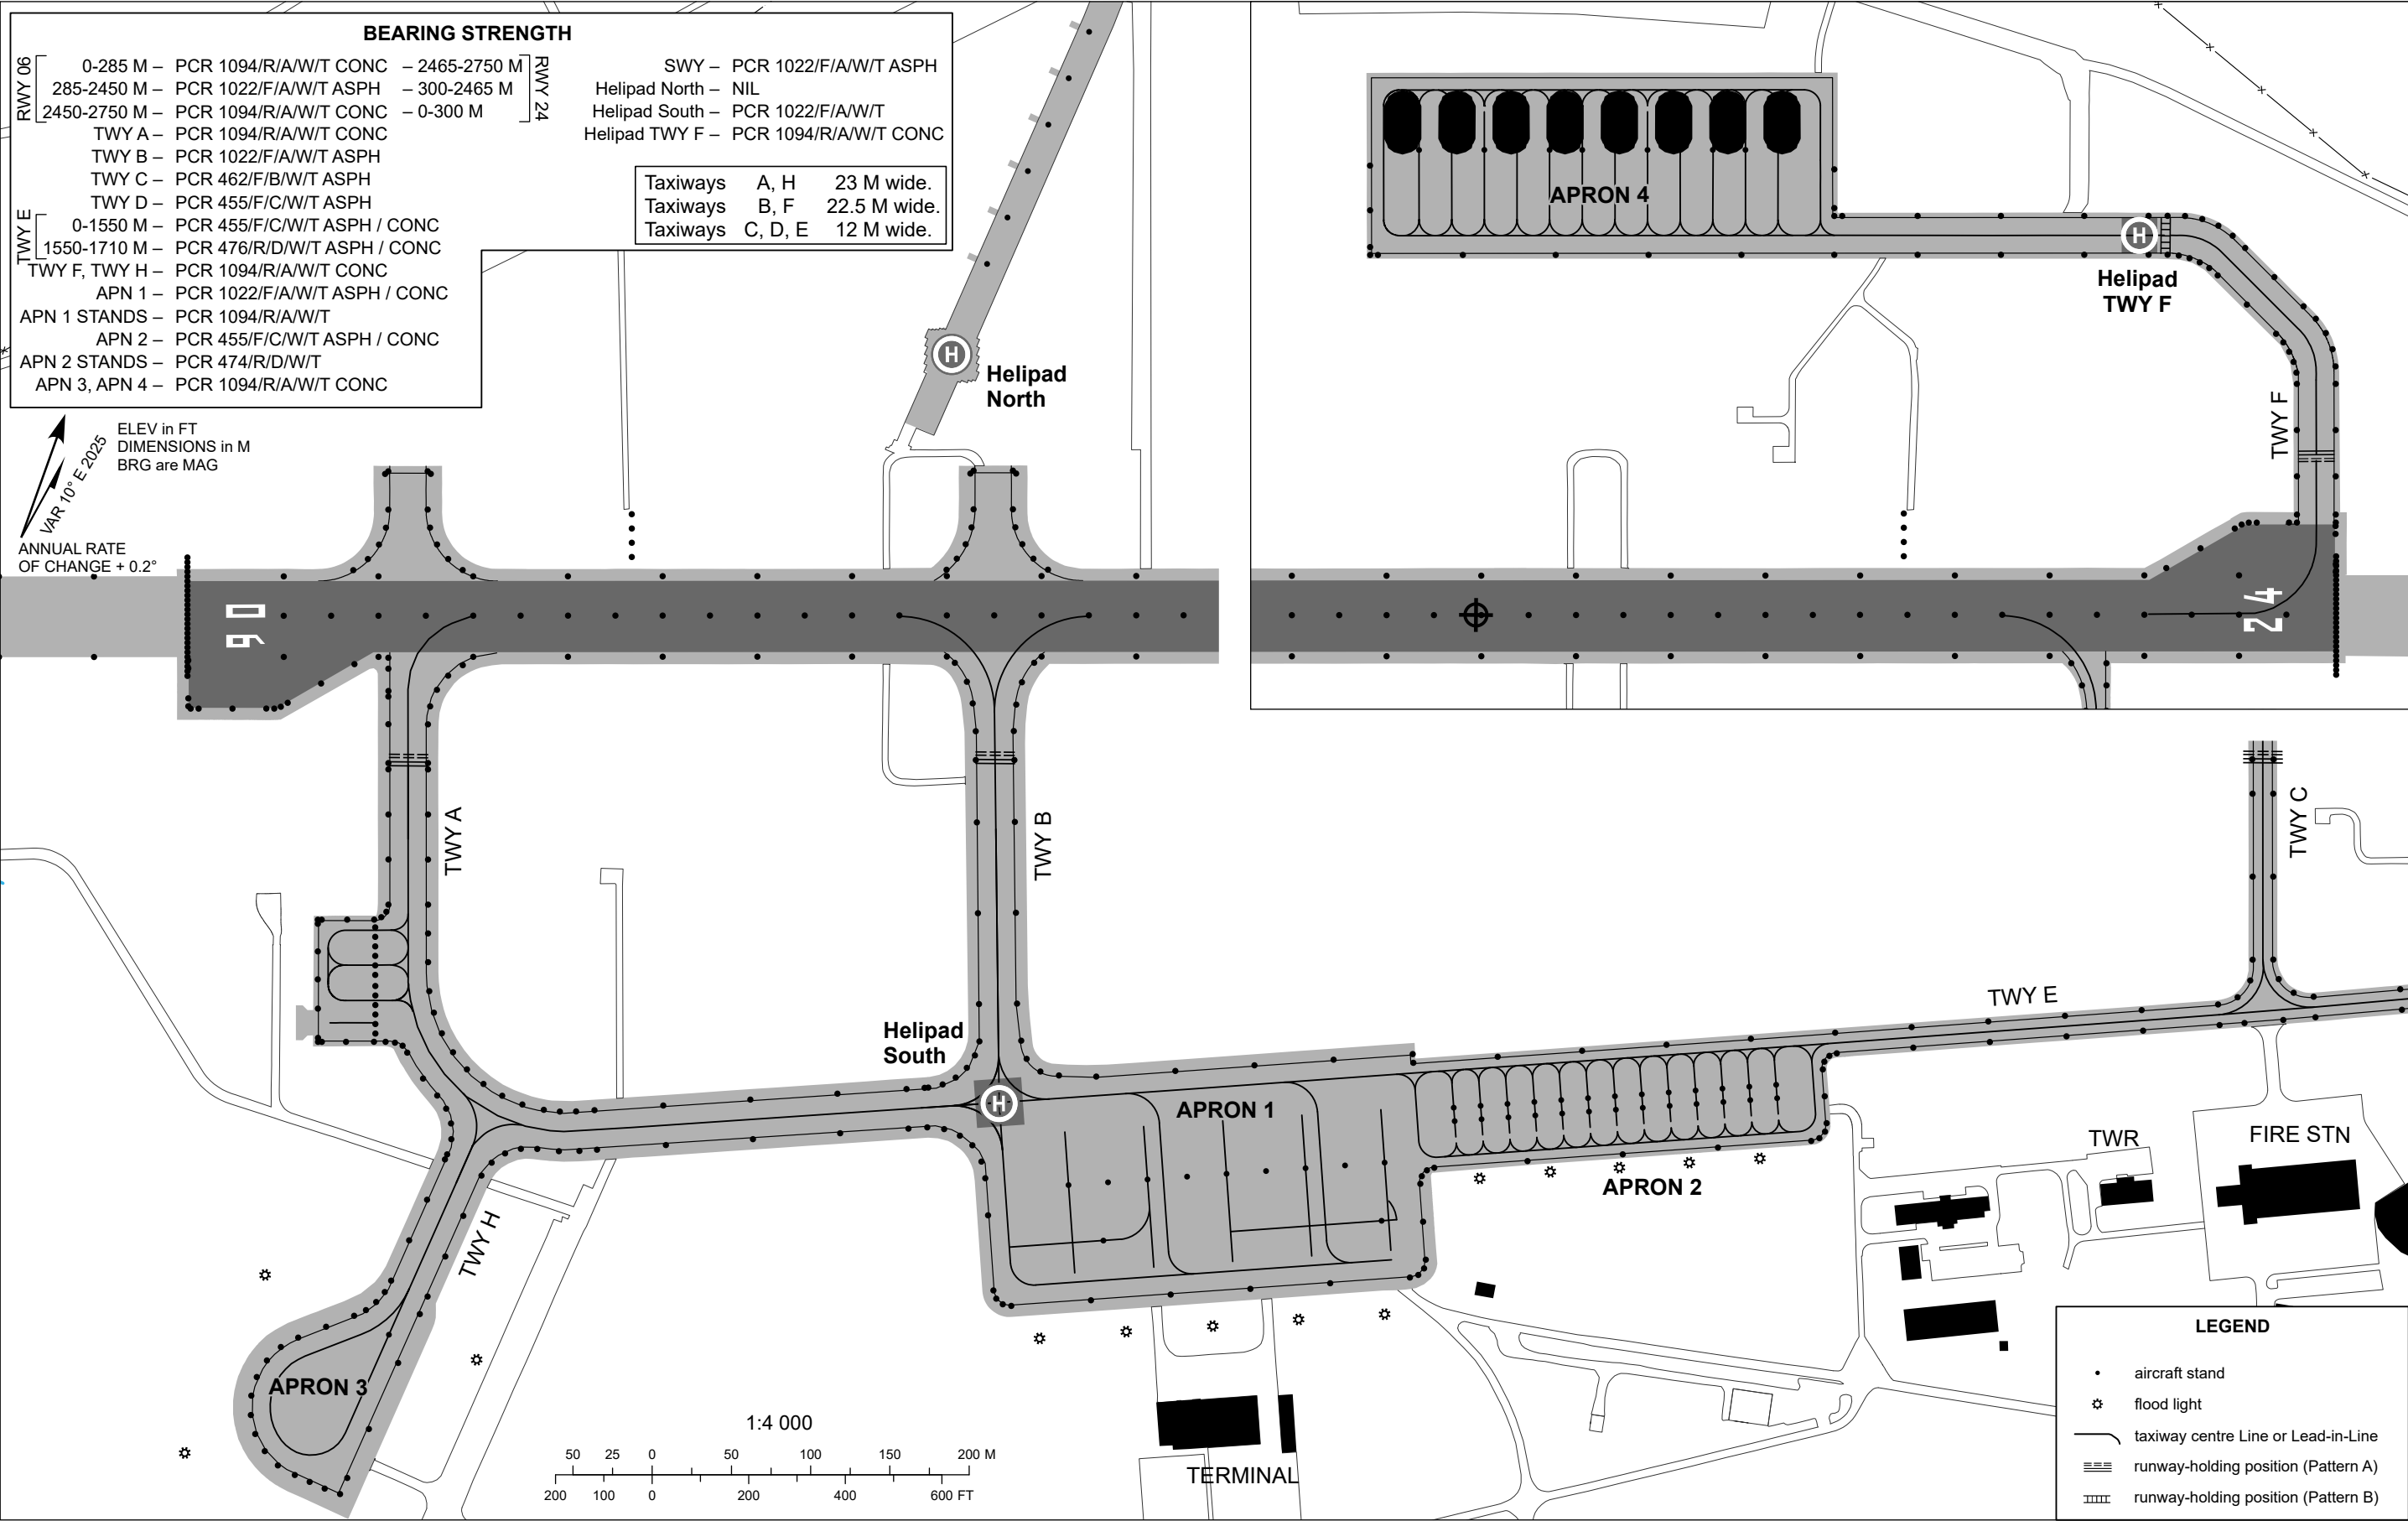 BEARING STRENGTH
RWY 06
0-285 M – PCR 1094/R/A/W/T CONC – 2465-2750 M
285-2450 M – PCR 1022/F/A/W/T ASPH – 300-2465 M
2450-2750 M – PCR 1094/R/A/W/T CONC – 0-300 M
RWY 24
TWY A – PCR 1094/R/A/W/T CONC
TWY B – PCR 1022/F/A/W/T ASPH
TWY C – PCR 462/F/B/W/T ASPH
TWY D – PCR 455/F/C/W/T ASPH
TWY E
0-1550 M – PCR 455/F/C/W/T ASPH / CONC
1550-1710 M – PCR 476/R/D/W/T ASPH / CONC
TWY F, TWY H – PCR 1094/R/A/W/T CONC
APN 1 – PCR 1022/F/A/W/T ASPH / CONC
APN 1 STANDS – PCR 1094/R/A/W/T
APN 2 – PCR 455/F/C/W/T ASPH / CONC
APN 2 STANDS – PCR 474/R/D/W/T
APN 3, APN 4 – PCR 1094/R/A/W/T CONC
SWY – PCR 1022/F/A/W/T ASPH
Helipad North – NIL
Helipad South – PCR 1022/F/A/W/T
Helipad TWY F – PCR 1094/R/A/W/T CONC
Taxiways A, H 23 M wide.
Taxiways B, F 22.5 M wide.
Taxiways C, D, E 12 M wide.
VAR 10° E 2025
ELEV in FT
DIMENSIONS in M
BRG are MAG
ANNUAL RATE
OF CHANGE + 0.2°
H
Helipad
North
APRON 4
H
Helipad
TWY F
TWY F
06
24
TWY A
TWY B
TWY C
TWY E
Helipad
South
H
APRON 1
APRON 2
TWR
FIRE STN
TWY H
APRON 3
TERMINAL
1:4 000
50 25 0 50 100 150 200 M
200 100 0 200 400 600 FT
LEGEND
aircraft stand
flood light
taxiway centre Line or Lead-in-Line
runway-holding position (Pattern A)
runway-holding position (Pattern B)